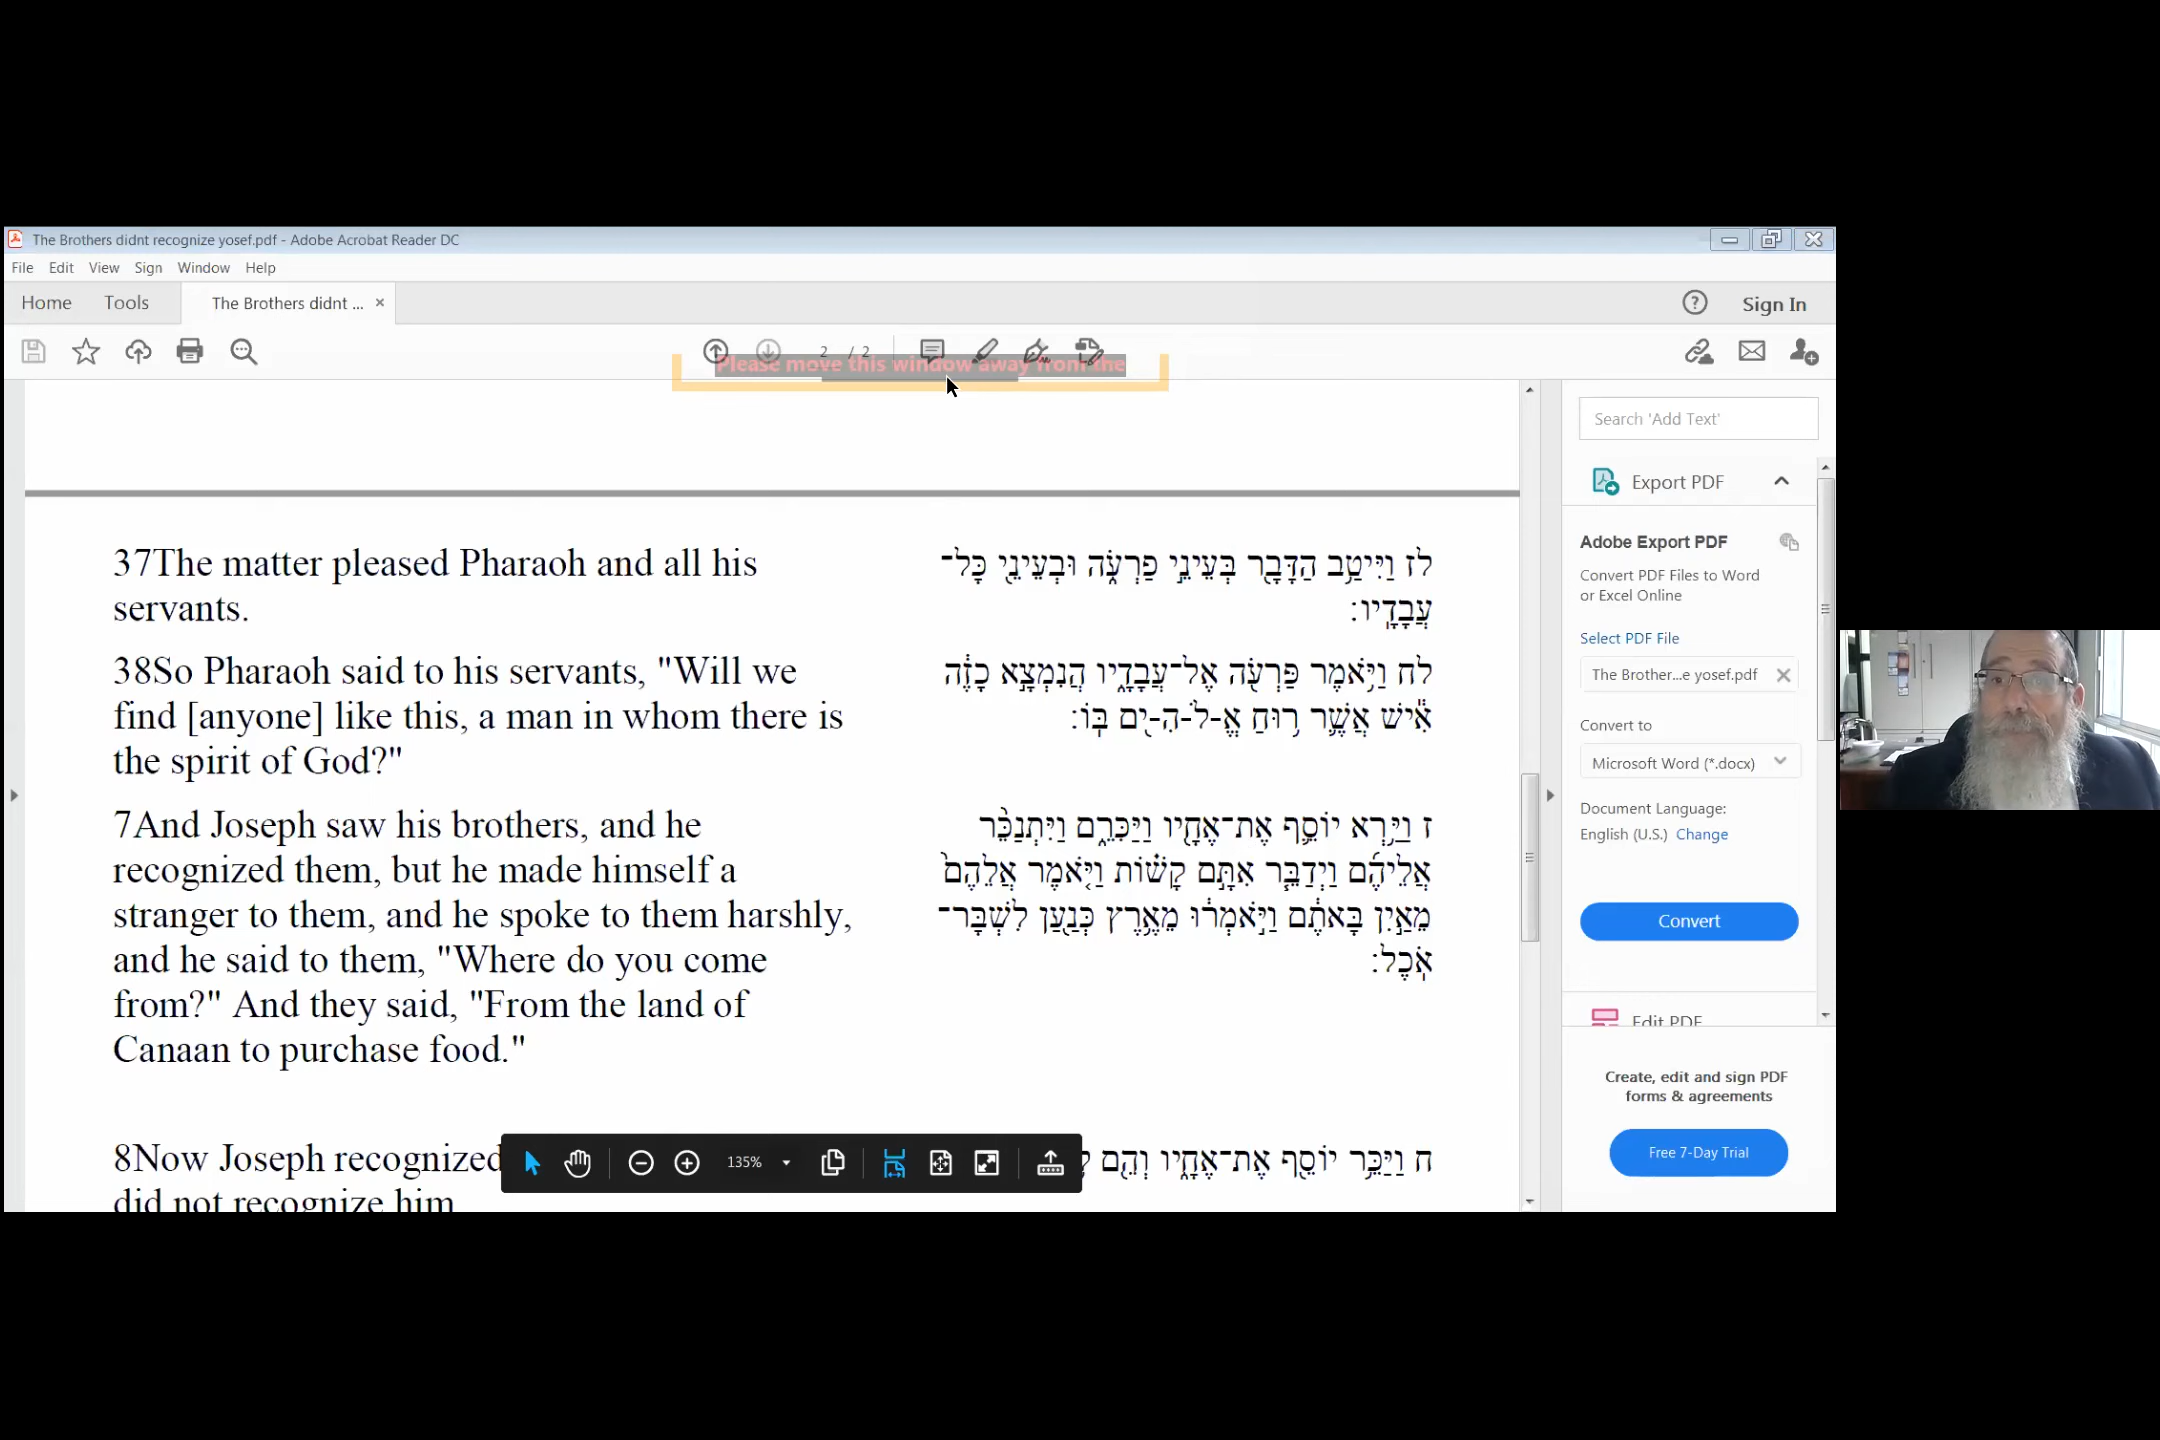 The Brothers didnt recognize yosef.pdf - Adobe Acrobat Reader DC
File Edit View Sign Window Help
Home Tools The Brothers didnt ... × Sign In
2 / 2
Please move this window away from the
Search 'Add Text'
Export PDF
Adobe Export PDF
Convert PDF Files to Word
or Excel Online
Select PDF File
The Brother...e yosef.pdf
Convert to
Microsoft Word (*.docx)
Document Language:
English (U.S.) Change
Convert
Edit PDF
Create, edit and sign PDF
forms & agreements
Free 7-Day Trial
37The matter pleased Pharaoh and all his
servants.
לז וַיִּיטַ֥ב הַדָּבָ֖ר בְּעֵינֵ֣י פַרְעֹ֑ה וּבְעֵינֵ֖י כָּל־
עֲבָדָֽיו:
38So Pharaoh said to his servants, "Will we
find [anyone] like this, a man in whom there is
the spirit of God?"
לח וַיֹּ֥אמֶר פַּרְעֹ֖ה אֶל־עֲבָדָ֑יו הֲנִמְצָ֣א כָזֶ֔ה
אִ֕ישׁ אֲשֶׁ֛ר ר֥וּחַ אֱ-לֹ-הִ֖-ים בּֽוֹ:
7And Joseph saw his brothers, and he
recognized them, but he made himself a
stranger to them, and he spoke to them harshly,
and he said to them, "Where do you come
from?" And they said, "From the land of
Canaan to purchase food."
ז וַיַּ֥רְא יוֹסֵ֛ף אֶת־אֶחָ֖יו וַיַּכִּרֵ֑ם וַיִּתְנַכֵּ֨ר
אֲלֵיהֶ֜ם וַיְדַבֵּ֧ר אִתָּ֣ם קָשׁ֗וֹת וַיֹּ֤אמֶר אֲלֵהֶם֙
מֵאַ֣יִן בָּאתֶ֔ם וַיֹּ֣אמְר֔וּ מֵאֶ֥רֶץ כְּנַ֖עַן לִשְׁבָּר־
אֹֽכֶל:
8Now Joseph recognized
did not recognize him
ח וַיַּכֵּ֥ר יוֹסֵ֖ף אֶת־אֶחָ֑יו וְהֵ֖ם
135%